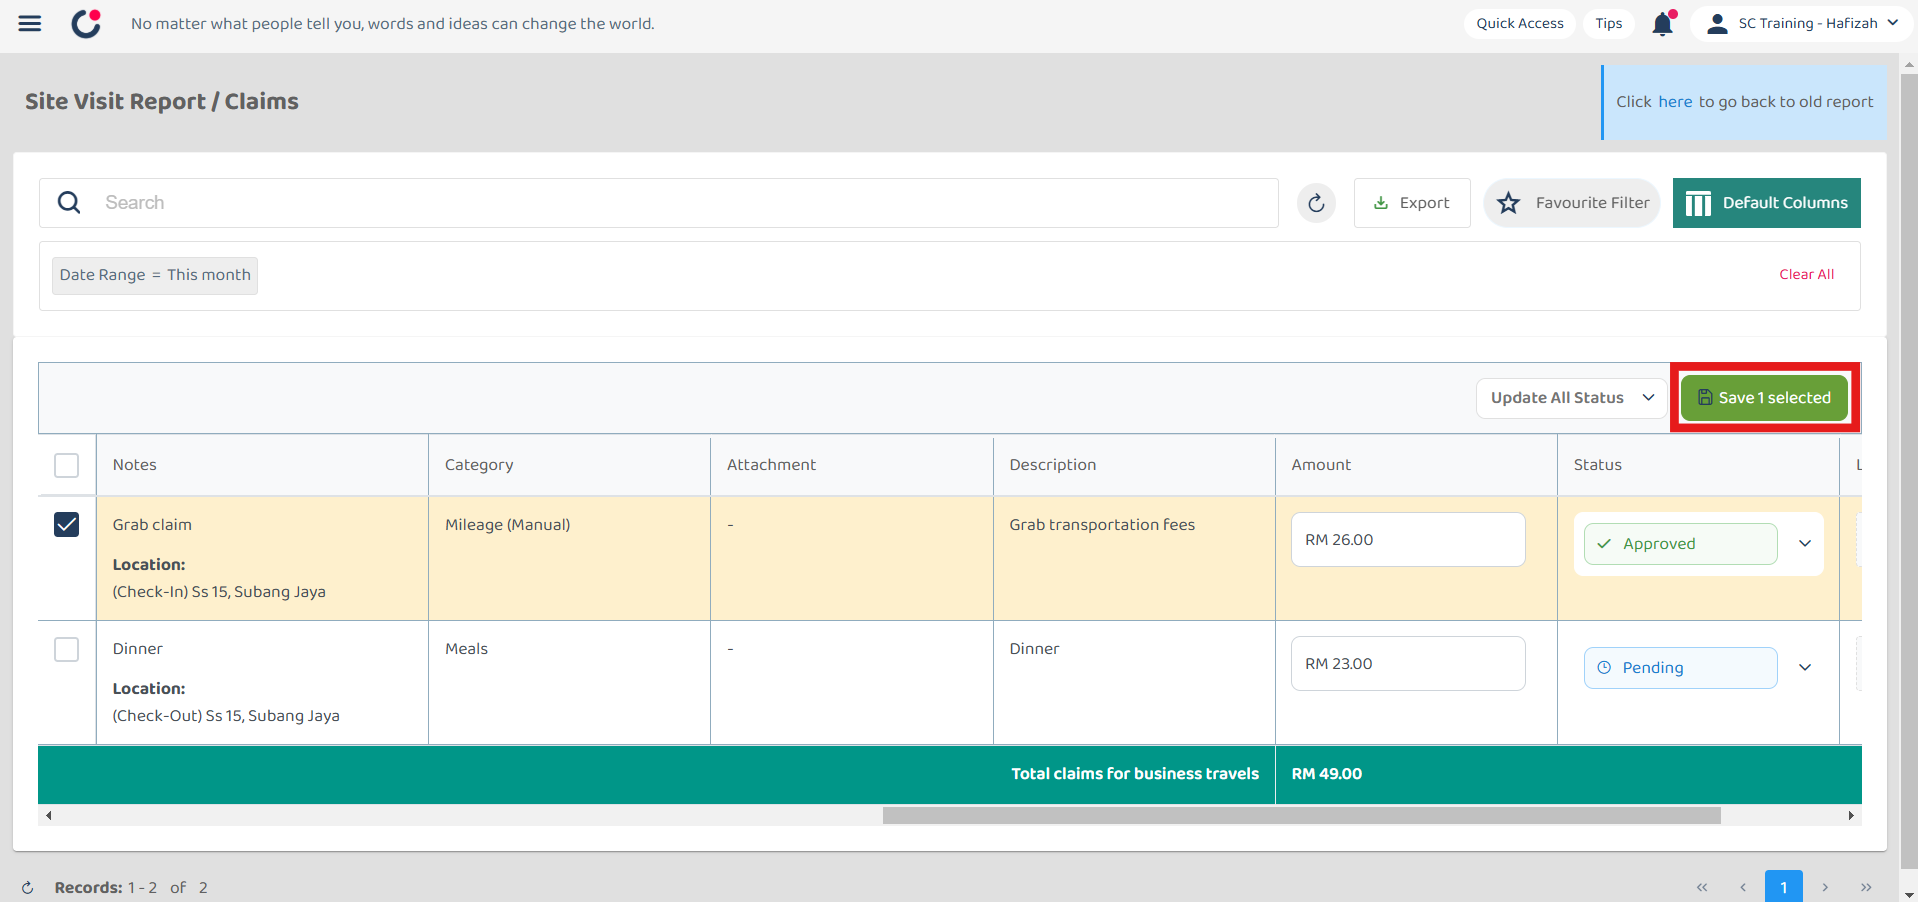 No matter what people tell you, words and ideas can change the world.
Quick Access
Tips
SC Training - Hafizah
Site Visit Report / Claims
Click here to go back to old report
Search
Export
Favourite Filter
Default Columns
Date Range = This month
Clear All
Update All Status
Save 1 selected
Notes
Category
Attachment
Description
Amount
Status
Grab claim
Mileage (Manual)
-
Grab transportation fees
RM 26.00
Approved
Location:
(Check-In) Ss 15, Subang Jaya
Dinner
Meals
-
Dinner
RM 23.00
Pending
Location:
(Check-Out) Ss 15, Subang Jaya
Total claims for business travels
RM 49.00
Records: 1 - 2 of 2
« ‹ 1 › »